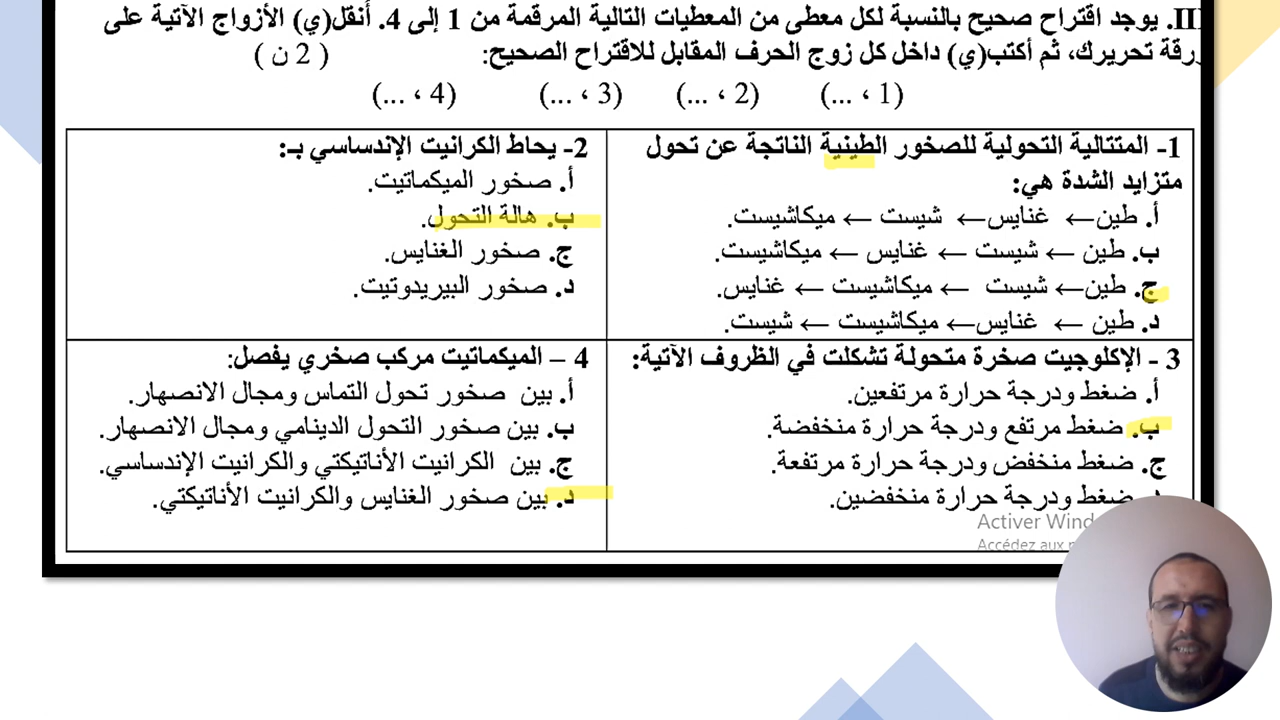 III. يوجد اقتراح صحيح بالنسبة لكل معطى من المعطيات التالية المرقمة من 1 إلى 4. أنقل(ي) الأزواج الآتية على
ورقة تحريرك، ثم أكتب(ي) داخل كل زوج الحرف المقابل للاقتراح الصحيح: ( 2 ن )
(1 ، ...) (2 ، ...) (3 ، ...) (4 ، ...)
1- المتتالية التحولية للصخور الطينية الناتجة عن تحول
متزايد الشدة هي:
أ. طين← غنايس← شيست ← ميكاشيست.
ب. طين ← شيست ← غنايس ← ميكاشيست.
ج. طين← شيست ← ميكاشيست ← غنايس.
د. طين ← غنايس← ميكاشيست ← شيست.
2- يحاط الكرانيت الإندساسي بـ:
أ. صخور الميكماتيت.
ب. هالة التحول.
ج. صخور الغنايس.
د. صخور البيريدوتيت.
3 - الإكلوجيت صخرة متحولة تشكلت في الظروف الآتية:
أ. ضغط ودرجة حرارة مرتفعين.
ب. ضغط مرتفع ودرجة حرارة منخفضة.
ج. ضغط منخفض ودرجة حرارة مرتفعة.
د. ضغط ودرجة حرارة منخفضين.
4 – الميكماتيت مركب صخري يفصل:
أ. بين صخور تحول التماس ومجال الانصهار.
ب. بين صخور التحول الدينامي ومجال الانصهار.
ج. بين الكرانيت الأناتيكتي والكرانيت الإندساسي.
د. بين صخور الغنايس والكرانيت الأناتيكتي.
Activer Wind
Accédez aux